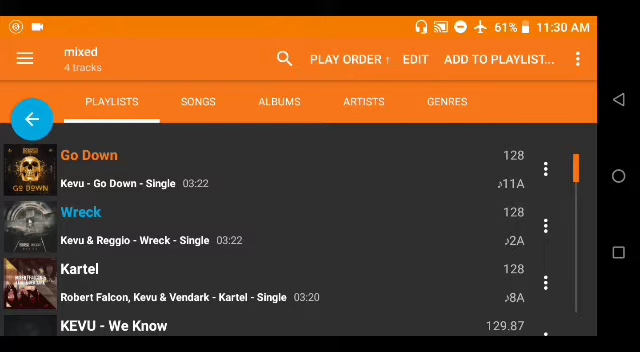 61% 11:30 AM
mixed
4 tracks
PLAY ORDER ↑ EDIT ADD TO PLAYLIST...
PLAYLISTS SONGS ALBUMS ARTISTS GENRES
Go Down 128
Kevu - Go Down - Single 03:22 ♪11A
GO DOWN
Wreck 128
Kevu & Reggio - Wreck - Single 03:22 ♪2A
Kartel 128
Robert Falcon, Kevu & Vendark - Kartel - Single 03:20 ♪8A
KEVU - We Know 129.87